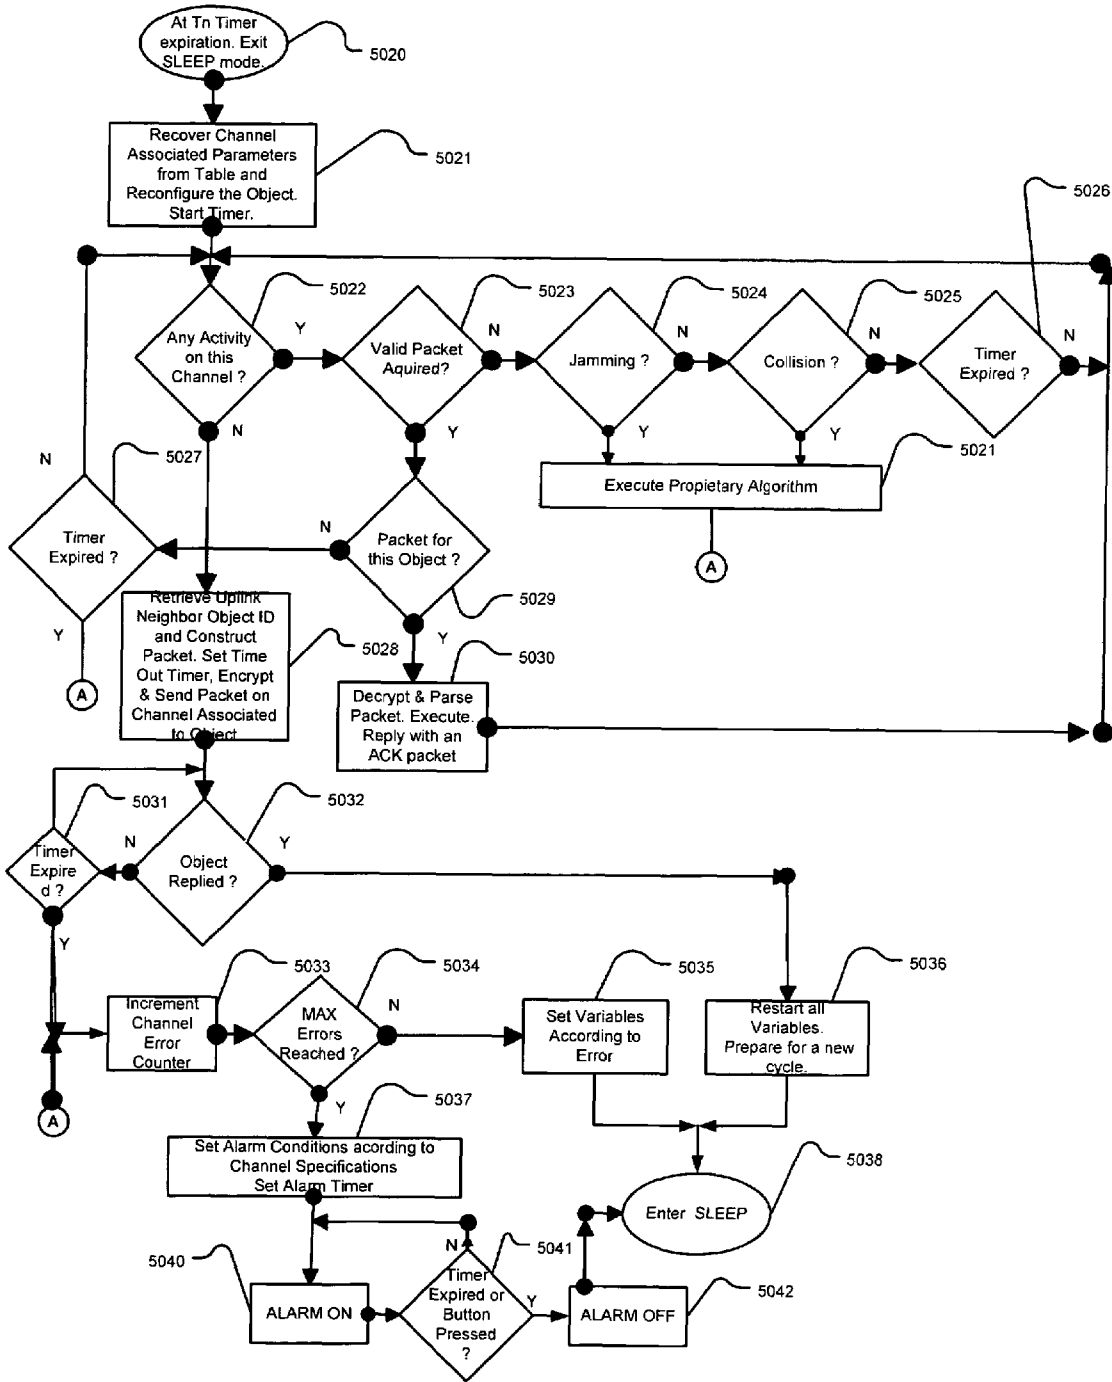 At Tn Timer
expiration. Exit
SLEEP mode.
5020
Recover Channel
Associated Parameters
from Table and
Reconfigure the Object.
Start Timer.
5021
5026
5022
5023
5024
5025
Any Activity
on this
Channel ?
Y
Valid Packet
Aquired?
N
Jamming ?
N
Collision ?
N
Timer
Expired ?
N
N
Y
Y
Y
5027
N
5021
Execute Propietary Algorithm
Timer
Expired ?
N
Packet for
this Object ?
A
Y
5029
Y
A
Retrieve Uplink
Neighbor Object ID
and Construct
Packet. Set Time
Out Timer, Encrypt
& Send Packet on
Channel Associated
to Object
5028
5030
Decrypt & Parse
Packet. Execute.
Reply with an
ACK packet
5031
5032
Timer
Expire
d ?
N
Object
Replied ?
Y
Y
5033
5034
5035
5036
Increment
Channel
Error
Counter
MAX
Errors
Reached ?
N
Set Variables
According to
Error
Restart all
Variables.
Prepare for a new
cycle.
A
Y
5037
Set Alarm Conditions acording to
Channel Specifications
Set Alarm Timer
5038
Enter SLEEP
5040
N
5041
ALARM ON
Timer
Expired or
Button
Pressed
?
Y
ALARM OFF
5042